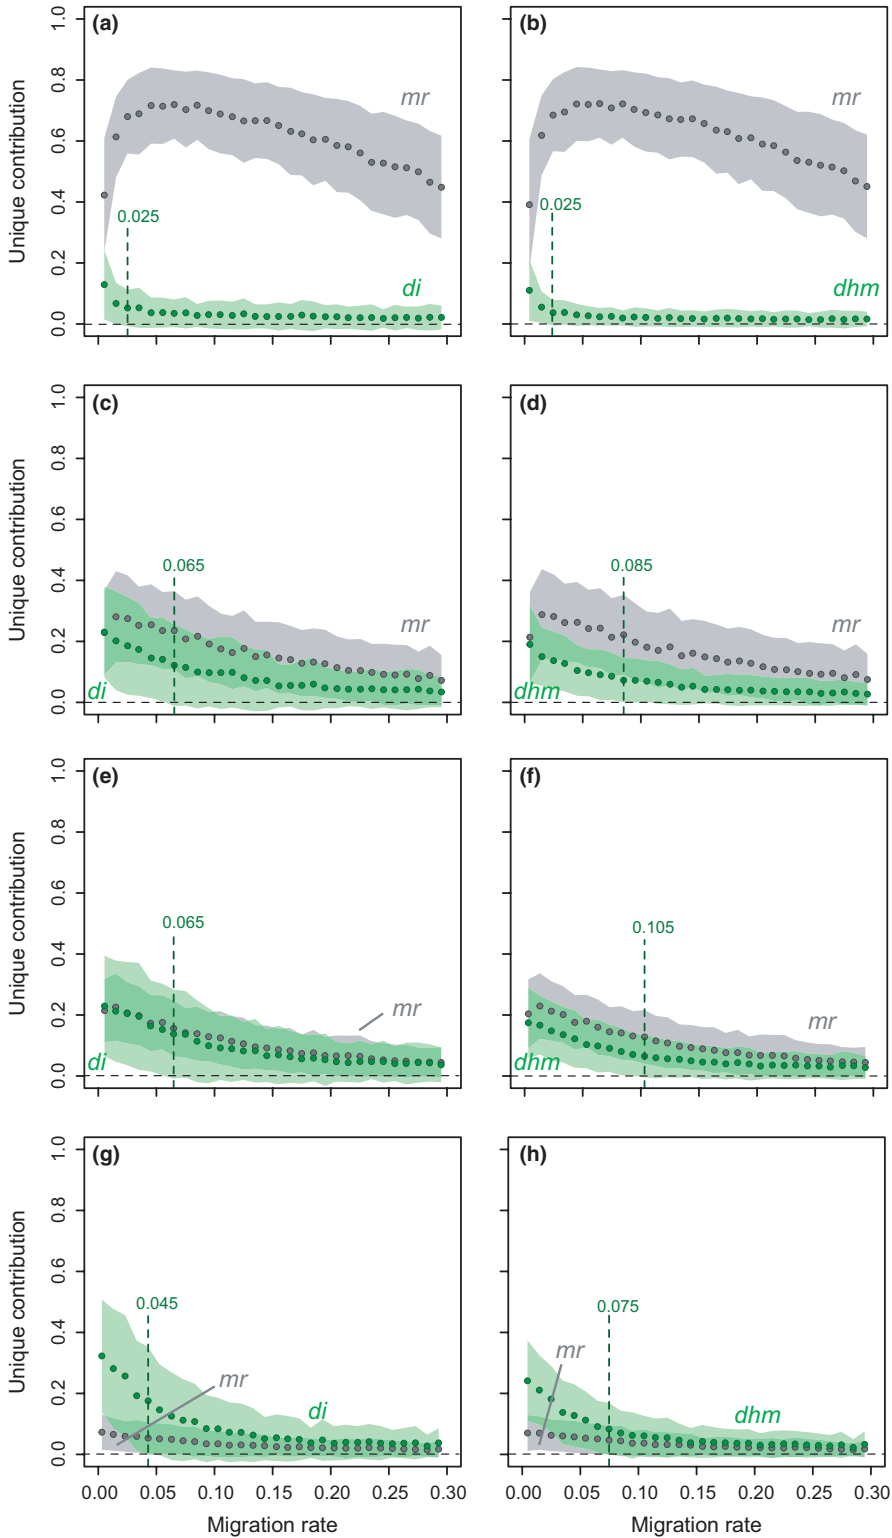 (a)
Unique contribution
0.0 0.2 0.4 0.6 0.8 1.0
mr
0.025
di
(b)
mr
0.025
dhm
(c)
Unique contribution
0.0 0.2 0.4 0.6 0.8 1.0
0.065
mr
di
(d)
0.085
mr
dhm
(e)
Unique contribution
0.0 0.2 0.4 0.6 0.8 1.0
0.065
mr
di
(f)
0.105
mr
dhm
(g)
Unique contribution
0.0 0.2 0.4 0.6 0.8 1.0
0.045
mr
di
0.00 0.05 0.10 0.15 0.20 0.25 0.30
Migration rate
(h)
0.075
mr
dhm
0.00 0.05 0.10 0.15 0.20 0.25 0.30
Migration rate